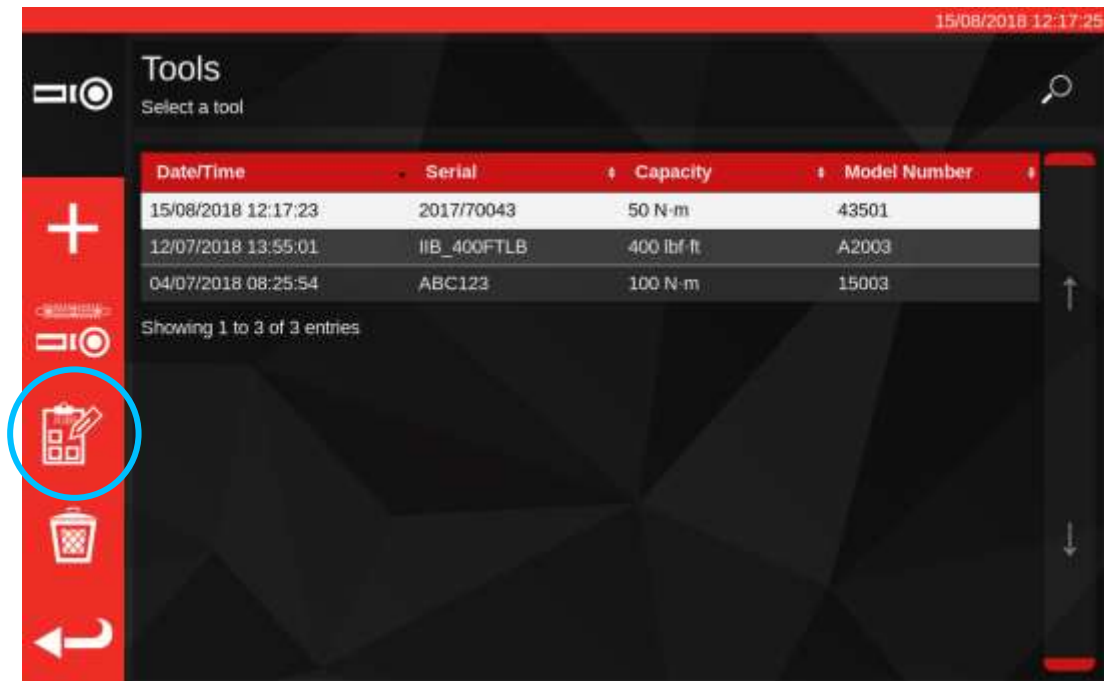 15/08/2018 12:17:25
Tools
Select a tool
Date/Time Serial Capacity Model Number
15/08/2018 12:17:23 2017/70043 50 N·m 43501
12/07/2018 13:55:01 IIB_400FTLB 400 lbf·ft A2003
04/07/2018 08:25:54 ABC123 100 N·m 15003
Showing 1 to 3 of 3 entries